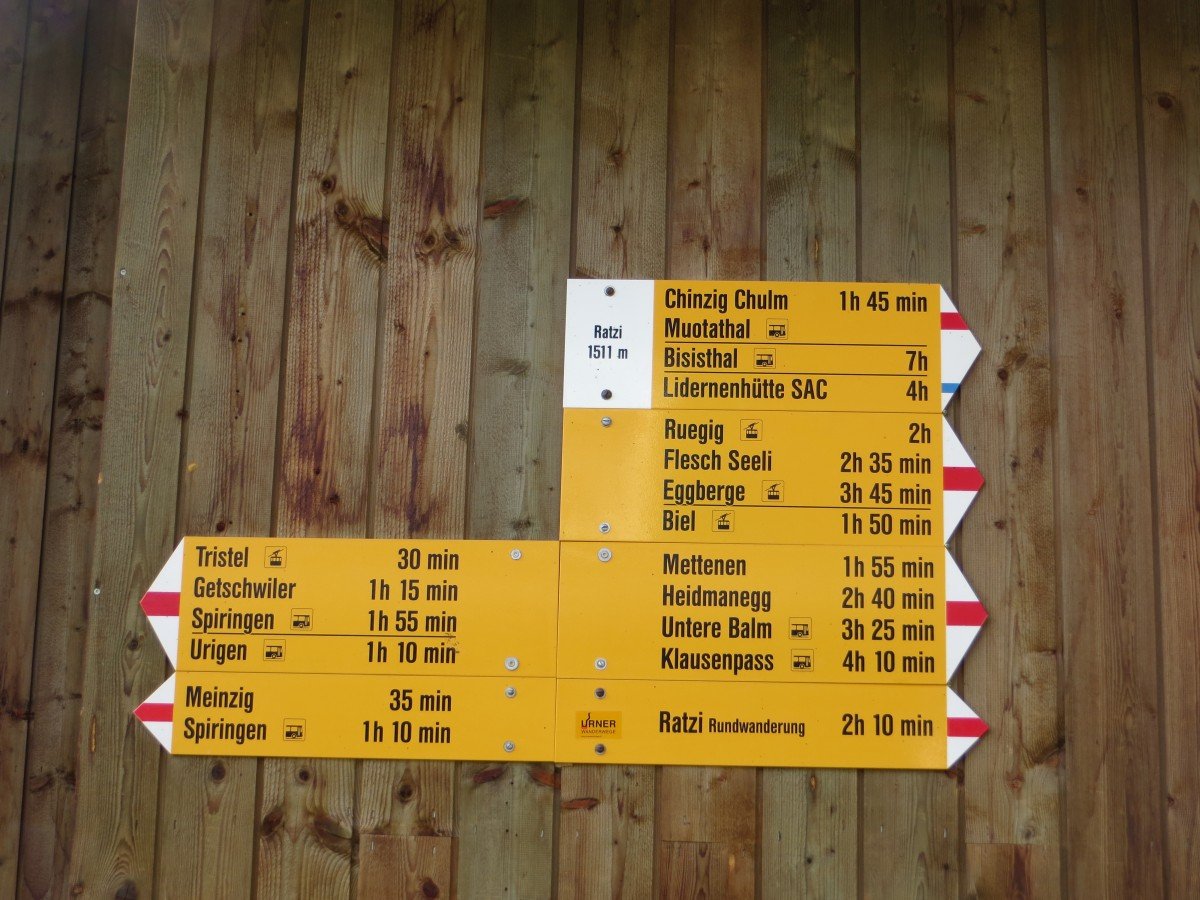 Ratzi
1511 m
Chinzig Chulm 1h 45 min
Muotathal
Bisisthal 7h
Lidernenhütte SAC 4h
Ruegig 2h
Flesch Seeli 2h 35 min
Eggberge 3h 45 min
Biel 1h 50 min
Tristel 30 min
Getschwiler 1h 15 min
Spiringen 1h 55 min
Urigen 1h 10 min
Mettenen 1h 55 min
Heidmanegg 2h 40 min
Untere Balm 3h 25 min
Klausenpass 4h 10 min
Meinzig 35 min
Spiringen 1h 10 min
URNER
WANDERWEGE
Ratzi Rundwanderung 2h 10 min